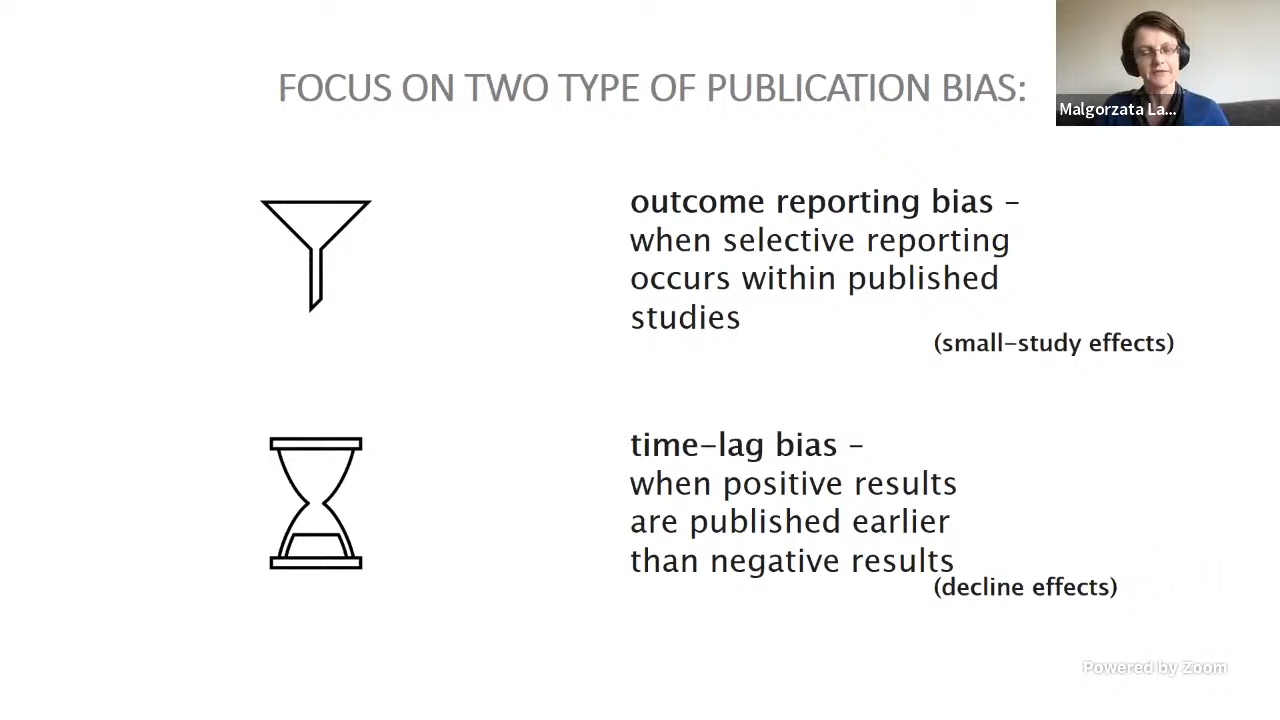 FOCUS ON TWO TYPE OF PUBLICATION BIAS:
Malgorzata La...
outcome reporting bias –
when selective reporting
occurs within published
studies
(small-study effects)
time-lag bias –
when positive results
are published earlier
than negative results
(decline effects)
Powered by Zoom